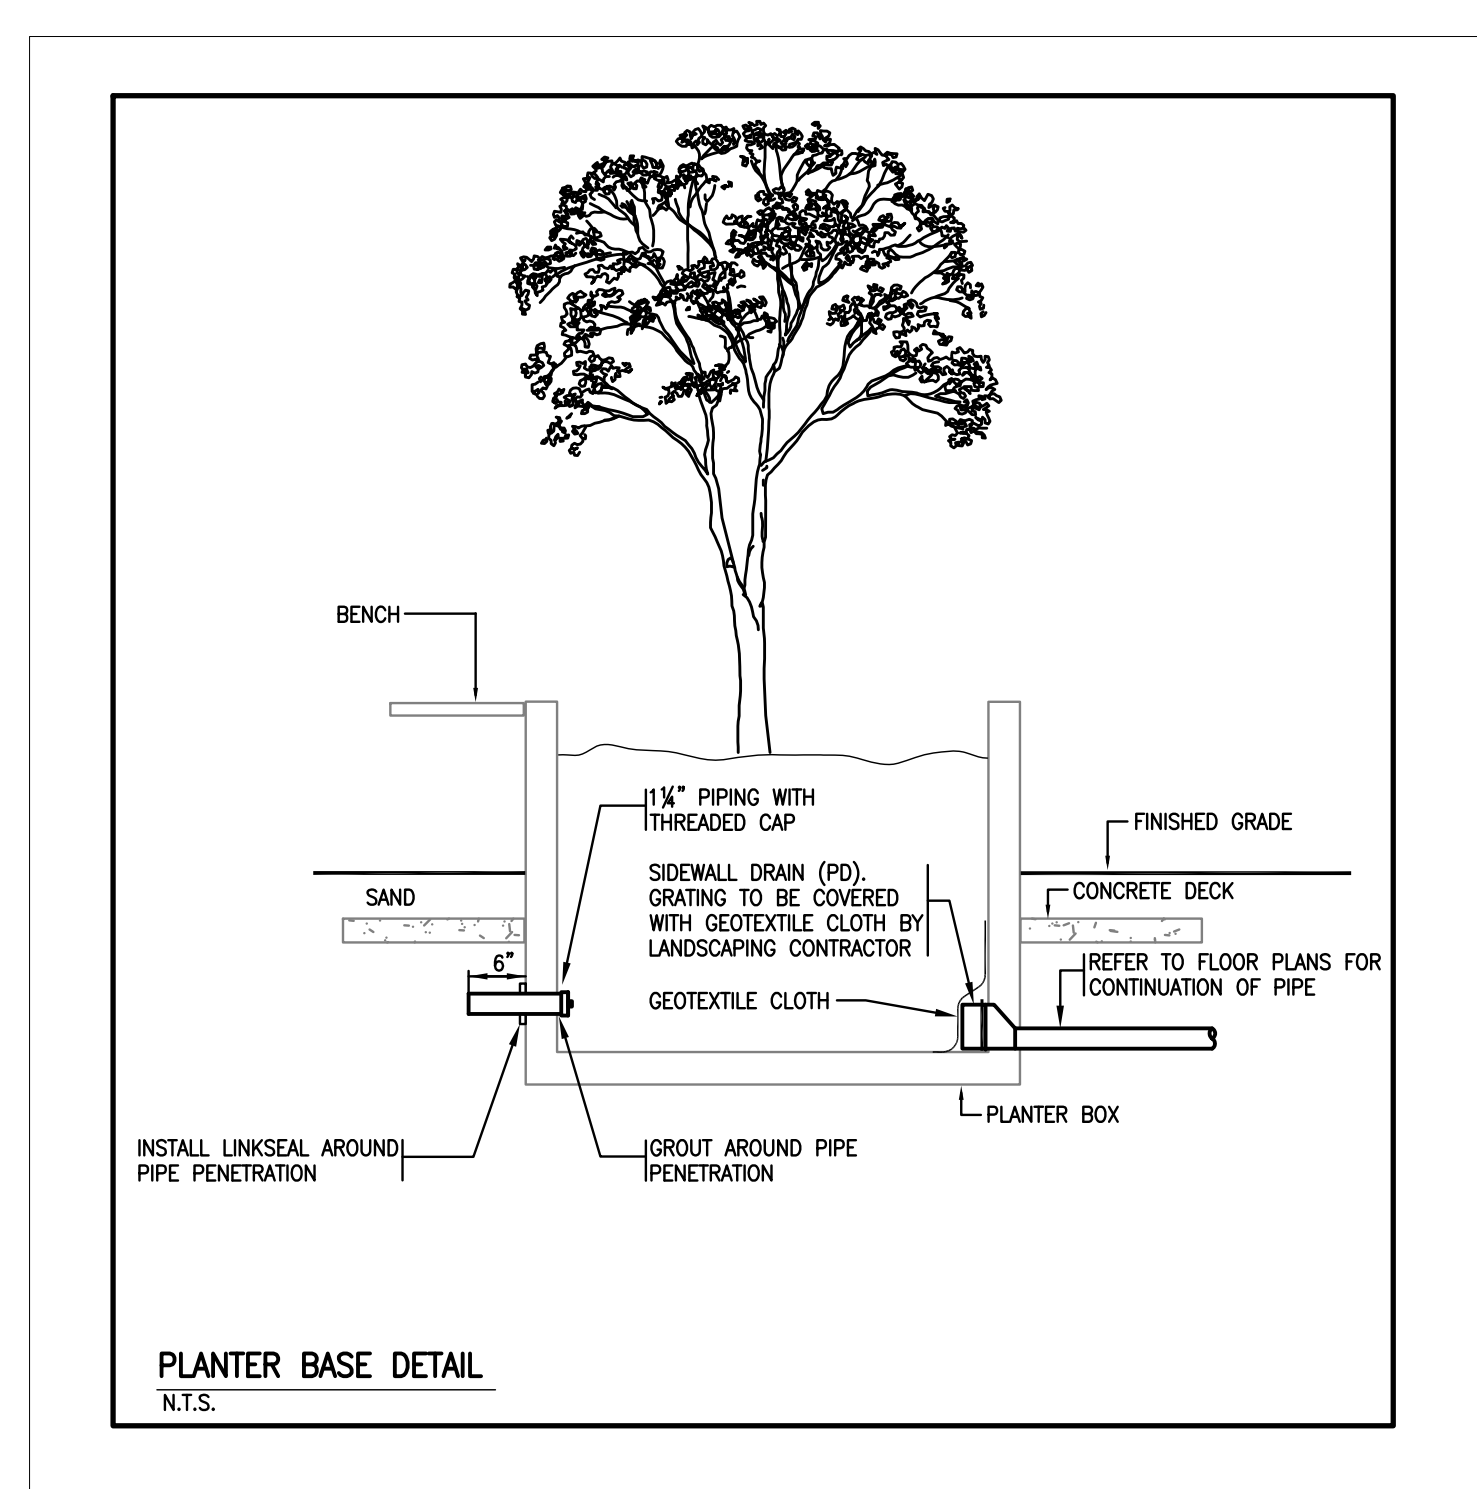 BENCH
1¼" PIPING WITH
THREADED CAP
FINISHED GRADE
SIDEWALL DRAIN (PD).
GRATING TO BE COVERED
WITH GEOTEXTILE CLOTH BY
LANDSCAPING CONTRACTOR
SAND
CONCRETE DECK
6"
REFER TO FLOOR PLANS FOR
CONTINUATION OF PIPE
GEOTEXTILE CLOTH
PLANTER BOX
INSTALL LINKSEAL AROUND
PIPE PENETRATION
GROUT AROUND PIPE
PENETRATION
PLANTER BASE DETAIL
N.T.S.